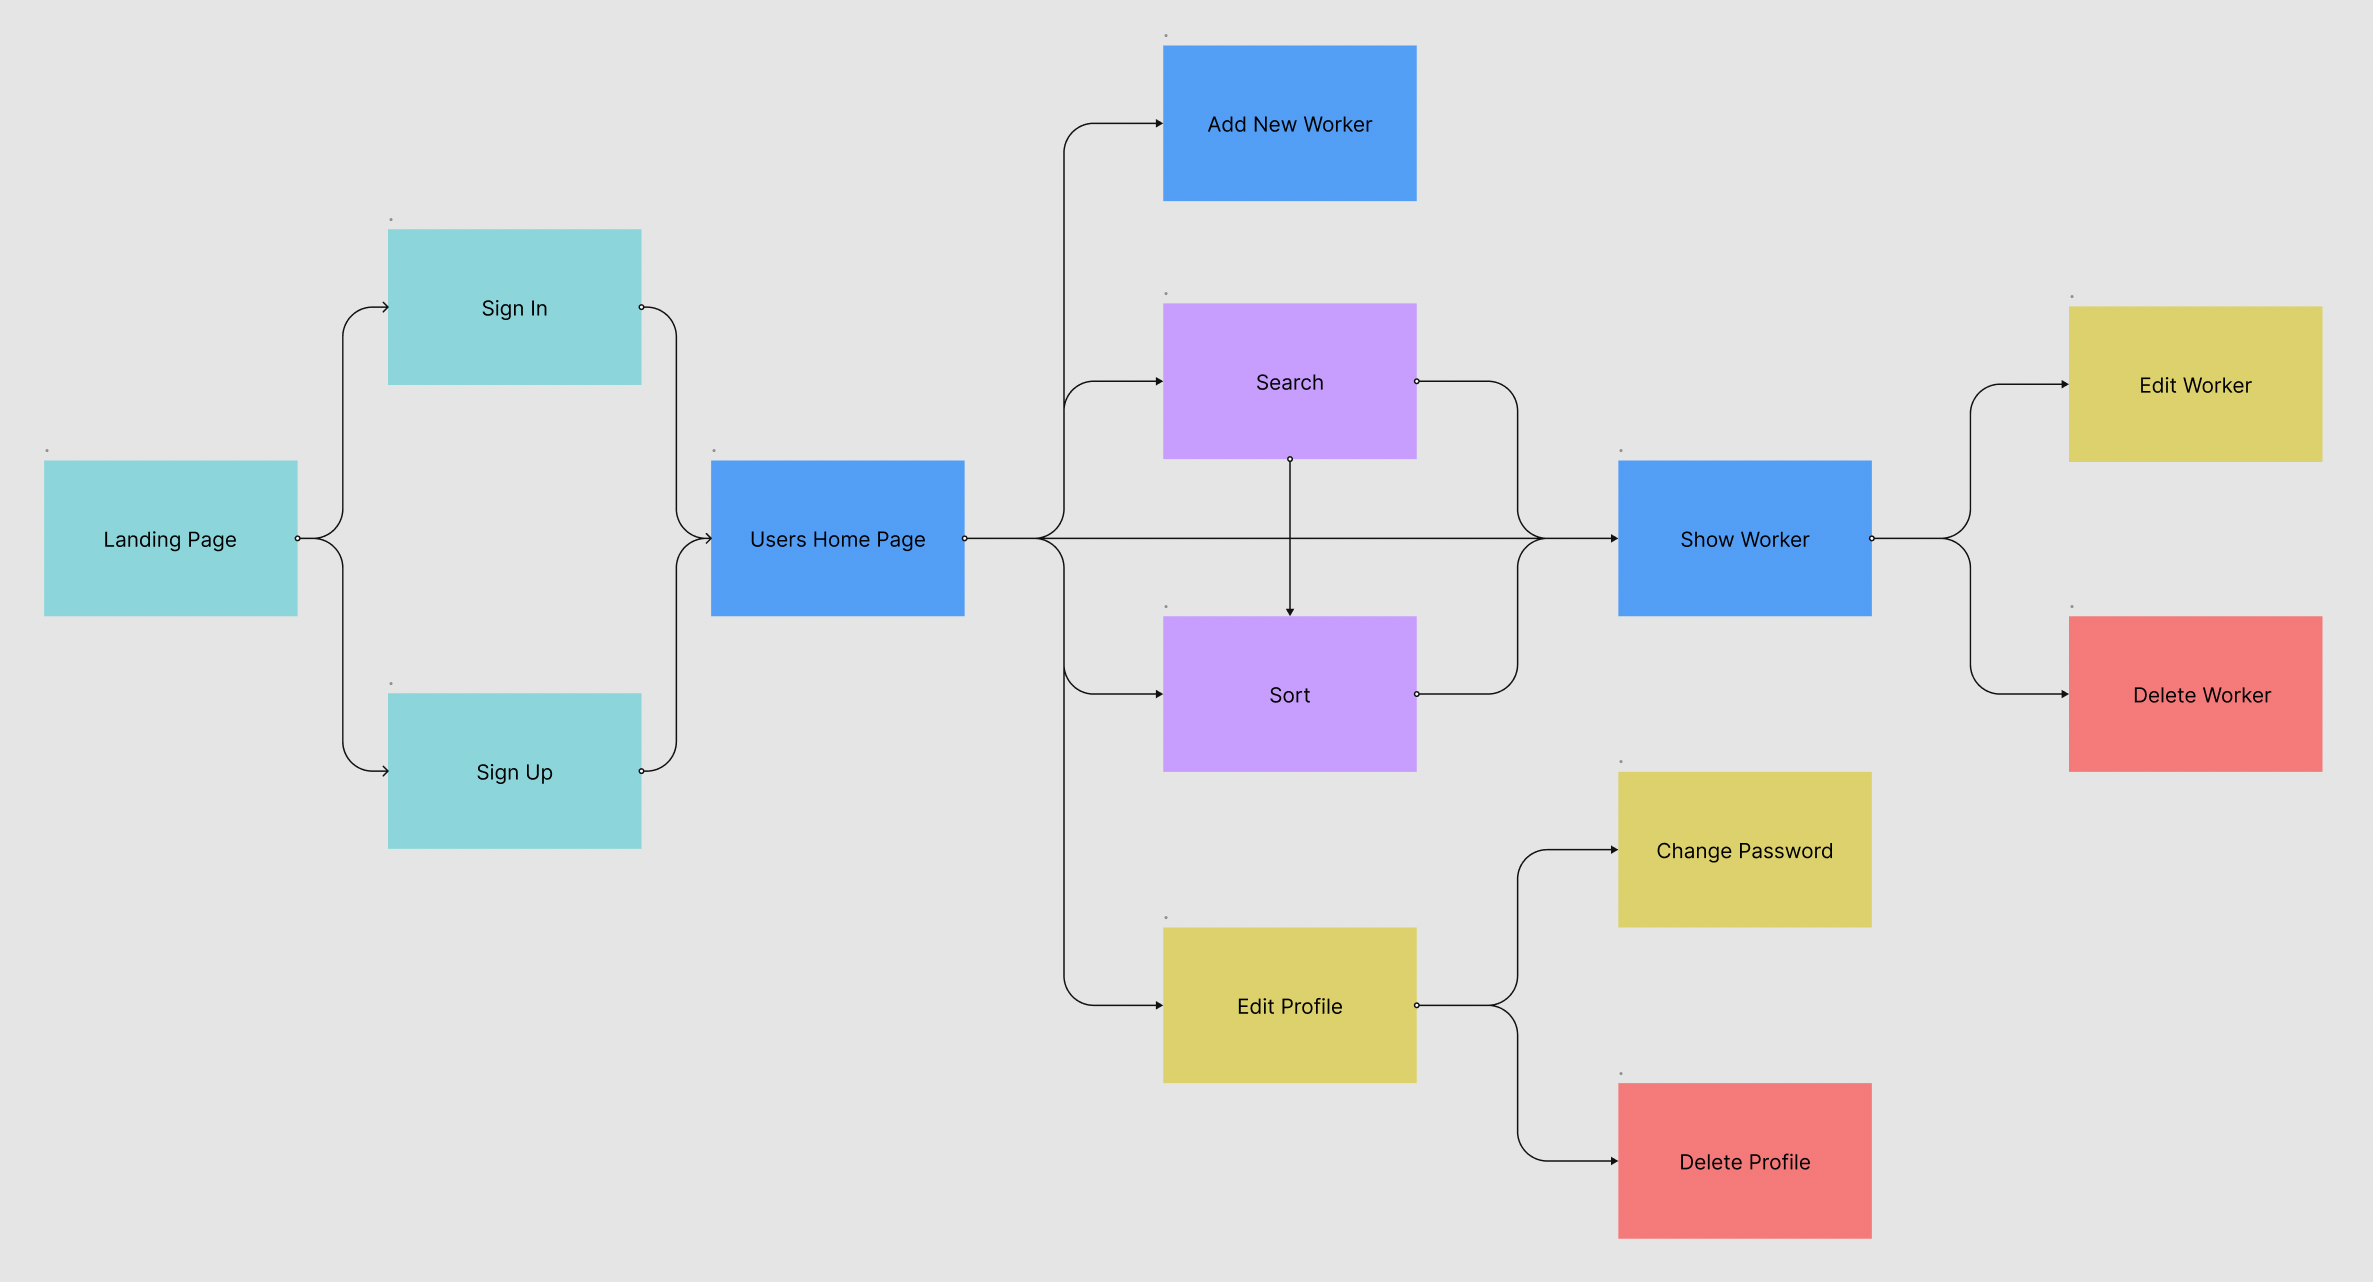 Landing Page
Sign In
Sign Up
Users Home Page
Add New Worker
Search
Sort
Edit Profile
Show Worker
Change Password
Delete Profile
Edit Worker
Delete Worker